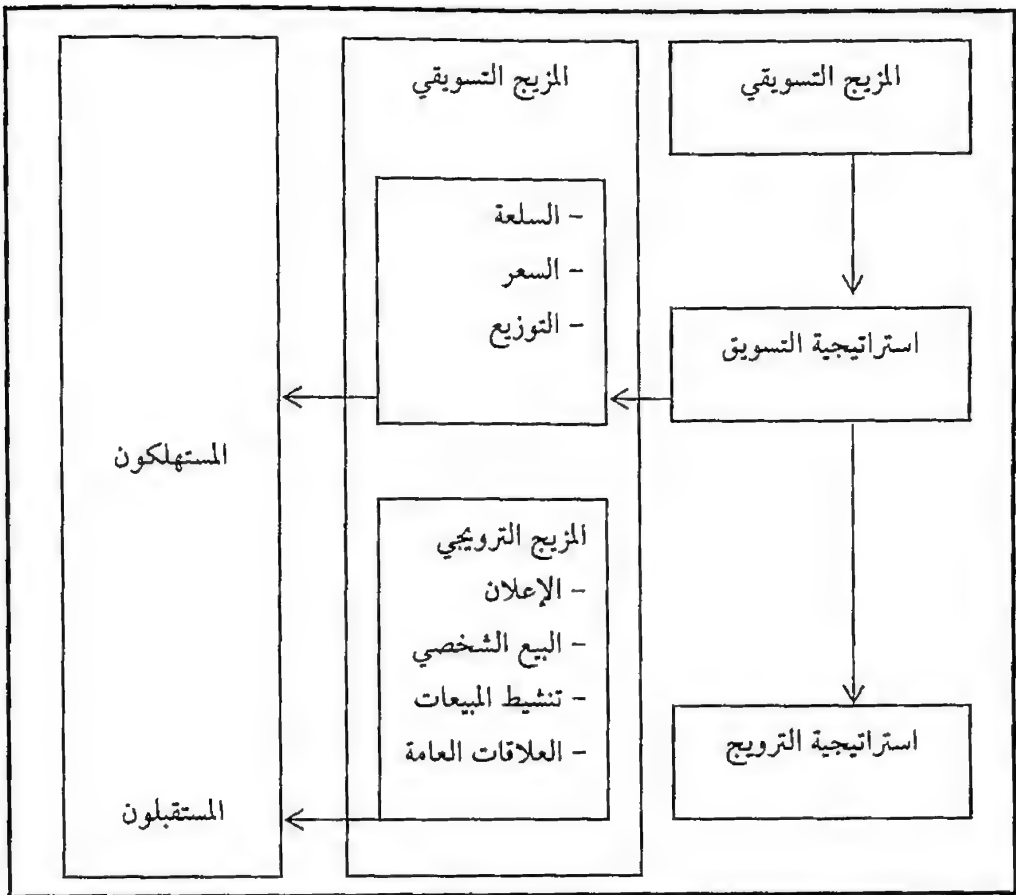 المزيج التسويقي
استراتيجية التسويق
استراتيجية الترويج
المزيج التسويقي
- السلعة
- السعر
- التوزيع
المزيج الترويجي
- الإعلان
- البيع الشخصي
- تنشيط المبيعات
- العلاقات العامة
المستهلكون
المستقبلون